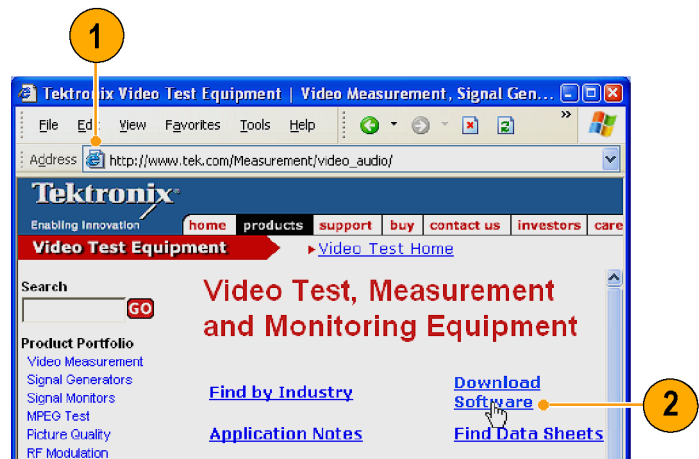 1
Tektronix Video Test Equipment | Video Measurement, Signal Gen...
File Edit View Favorites Tools Help »
Address http://www.tek.com/Measurement/video_audio/
Tektronix
Enabling Innovation
home products support buy contact us investors care
Video Test Equipment
Video Test Home
Search
GO
Video Test, Measurement
and Monitoring Equipment
Product Portfolio
Video Measurement
Signal Generators
Signal Monitors
MPEG Test
Picture Quality
RF Modulation
Find by Industry
Download
Software
2
Application Notes
Find Data Sheets